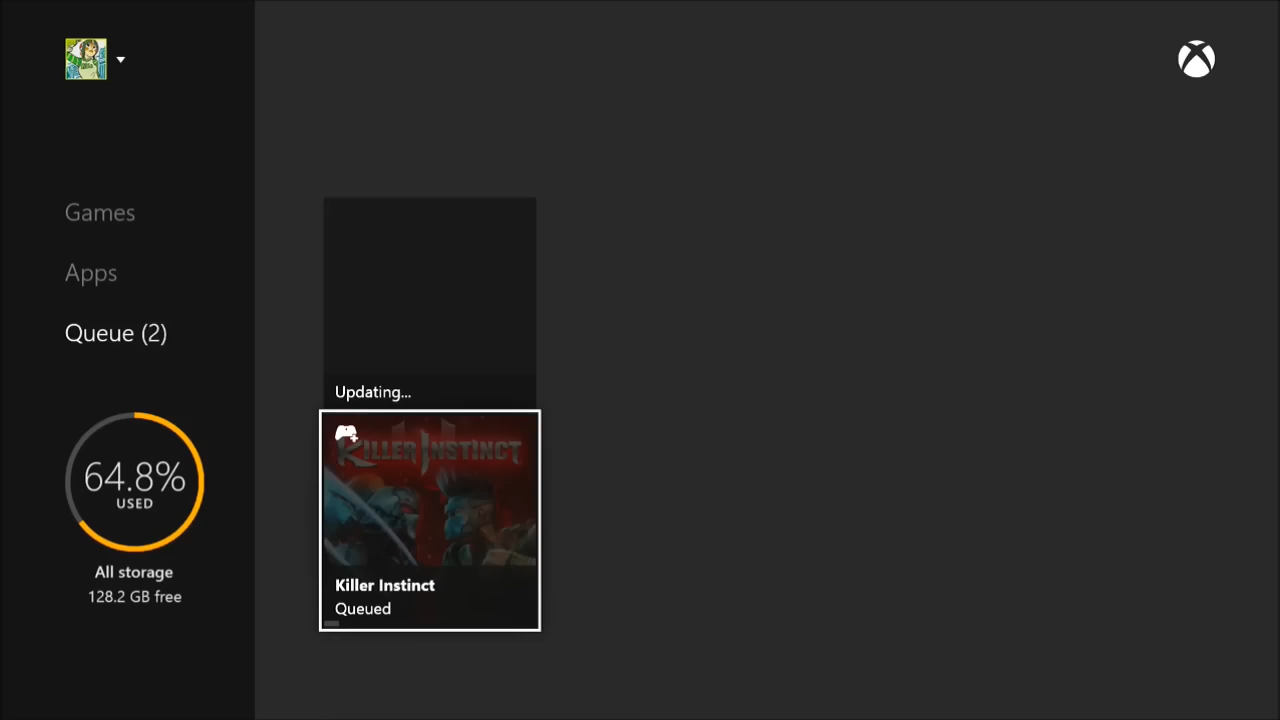 Games
Apps
Queue (2)
64.8%
USED
All storage
128.2 GB free
Updating...
KILLER INSTINCT
Killer Instinct
Queued